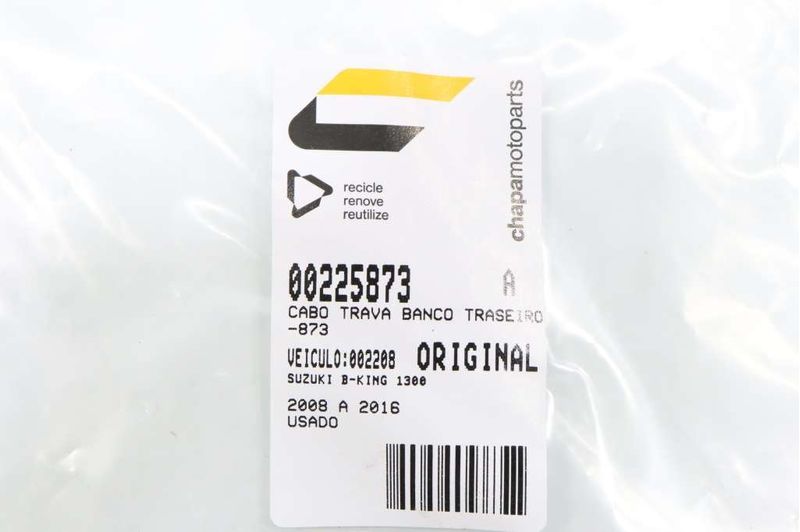 chapamotoparts
recicle
renove
reutilize
00225873 A
CABO TRAVA BANCO TRASEIRO
-873
VEICULO:002208 ORIGINAL
SUZUKI B-KING 1300
2008 A 2016
USADO